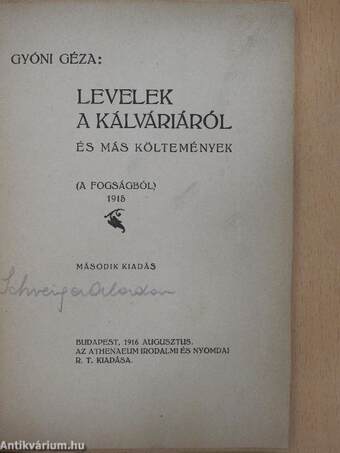 GYÓNI GÉZA:
LEVELEK
A KÁLVÁRIÁRÓL
ÉS MÁS KÖLTEMÉNYEK
(A FOGSÁGBÓL)
1915
MÁSODIK KIADÁS
BUDAPEST, 1916 AUGUSZTUS.
AZ ATHENAEUM IRODALMI ÉS NYOMDAI
R. T. KIADÁSA.
Antikvárium.hu